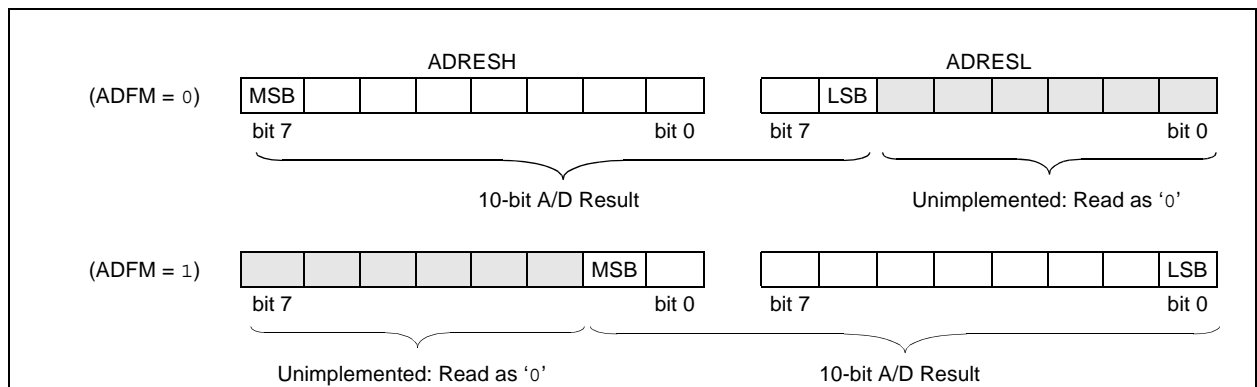 ADRESH ADRESL
(ADFM = 0) MSB LSB
bit 7 bit 0 bit 7 bit 0
10-bit A/D Result Unimplemented: Read as ‘0’
(ADFM = 1) MSB LSB
bit 7 bit 0 bit 7 bit 0
Unimplemented: Read as ‘0’ 10-bit A/D Result